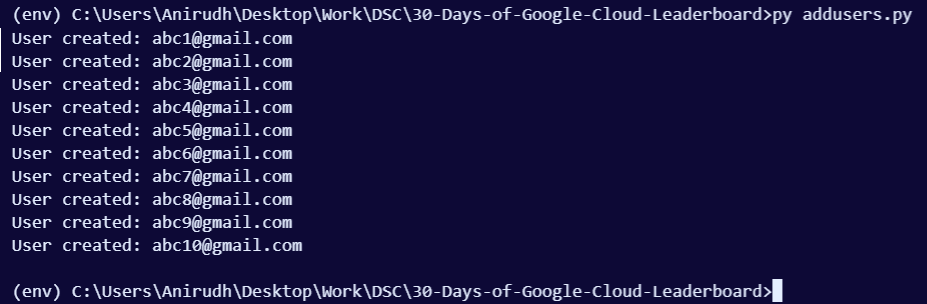 (env) C:\Users\Anirudh\Desktop\Work\DSC\30-Days-of-Google-Cloud-Leaderboard>py addusers.py
User created: abc1@gmail.com
User created: abc2@gmail.com
User created: abc3@gmail.com
User created: abc4@gmail.com
User created: abc5@gmail.com
User created: abc6@gmail.com
User created: abc7@gmail.com
User created: abc8@gmail.com
User created: abc9@gmail.com
User created: abc10@gmail.com
(env) C:\Users\Anirudh\Desktop\Work\DSC\30-Days-of-Google-Cloud-Leaderboard>